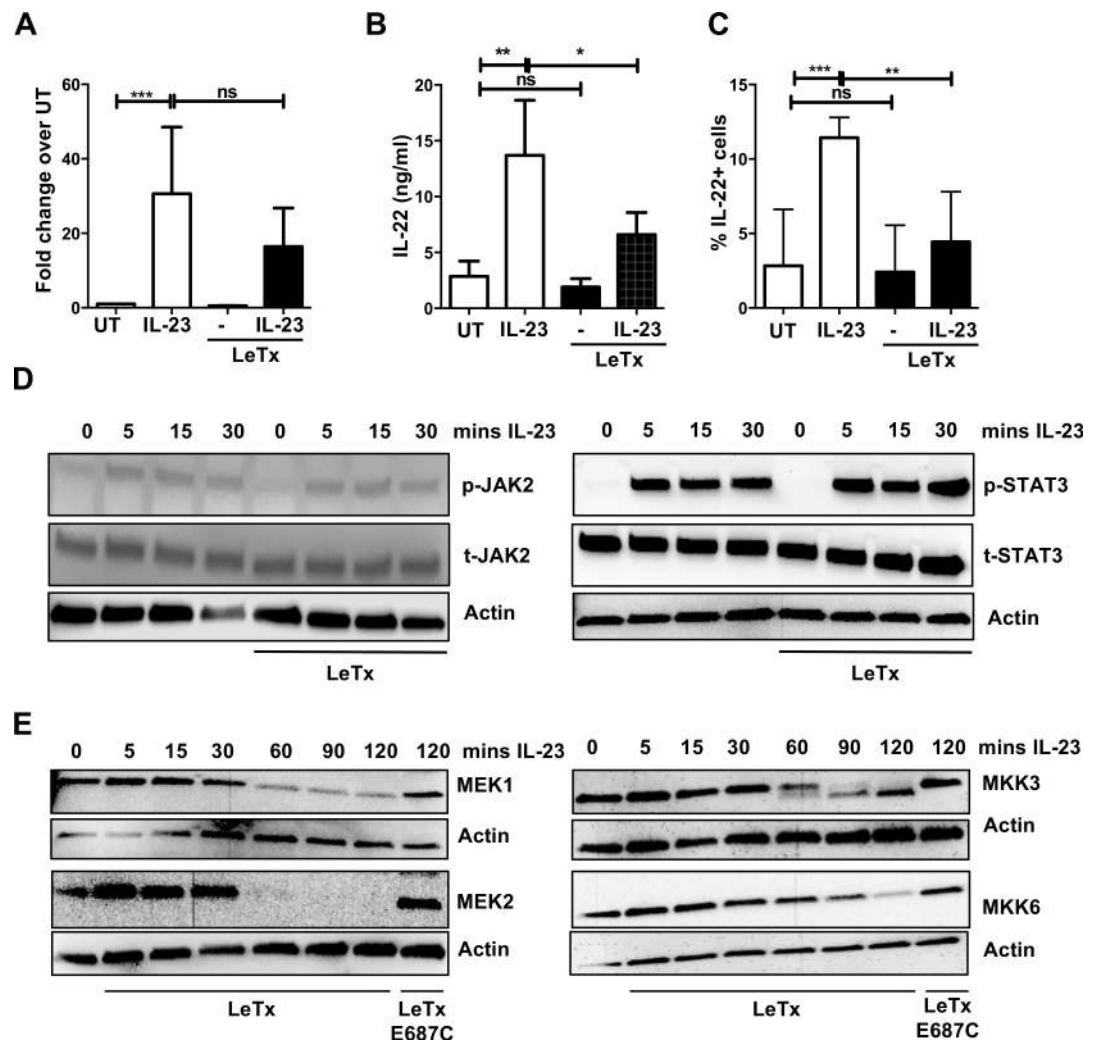 A
Fold change over UT
60
40
20
0
***
ns
UT IL-23 - IL-23
LeTx
B
IL-22 (ng/ml)
20
15
10
5
0
** *
ns
UT IL-23 - IL-23
LeTx
C
% IL-22+ cells
15
10
5
0
*** **
ns
UT IL-23 - IL-23
LeTx
D
0 5 15 30 0 5 15 30 mins IL-23
p-JAK2
t-JAK2
Actin
LeTx
0 5 15 30 0 5 15 30 mins IL-23
p-STAT3
t-STAT3
Actin
LeTx
E
0 5 15 30 60 90 120 120 mins IL-23
MEK1
Actin
MEK2
Actin
LeTx LeTx
E687C
0 5 15 30 60 90 120 120 mins IL-23
MKK3
Actin
MKK6
Actin
LeTx LeTx
E687C